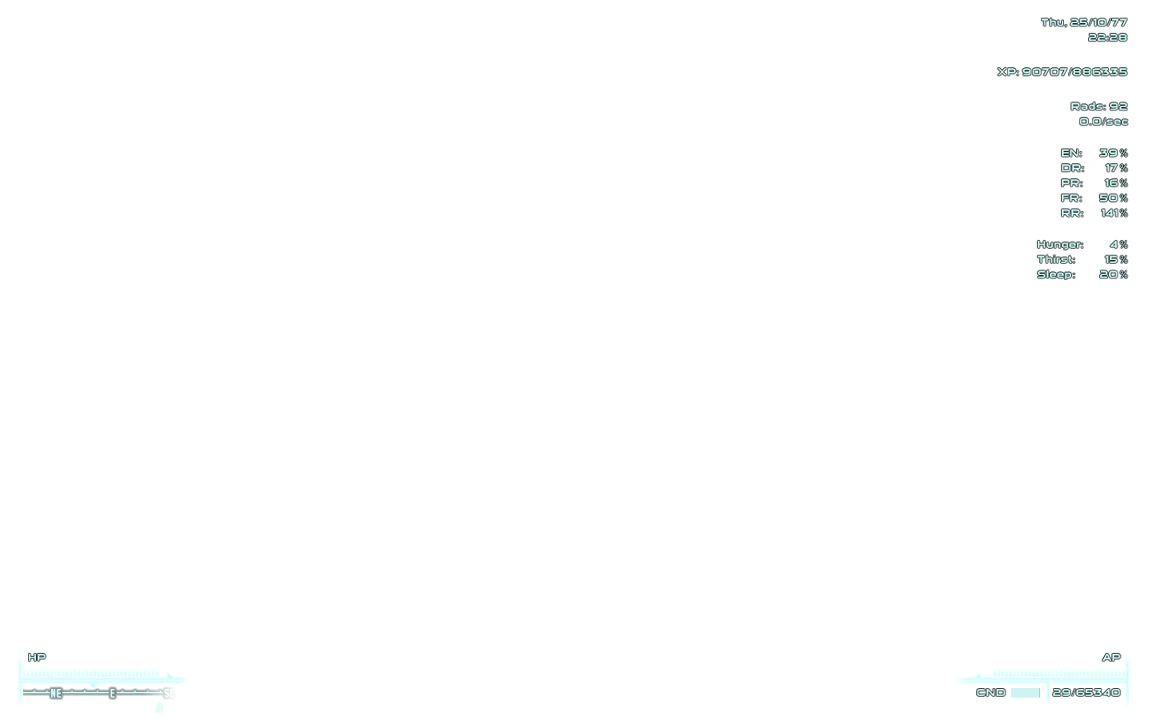 Thu, 25/10/77
22:28
XP: 90707/886335
Rads: 92
0.0/sec
EN: 39%
DR: 17%
PR: 16%
FR: 50%
RR: 141%
Hunger: 4%
Thirst: 15%
Sleep: 20%
HP
AP
NE E
CND 29/65340